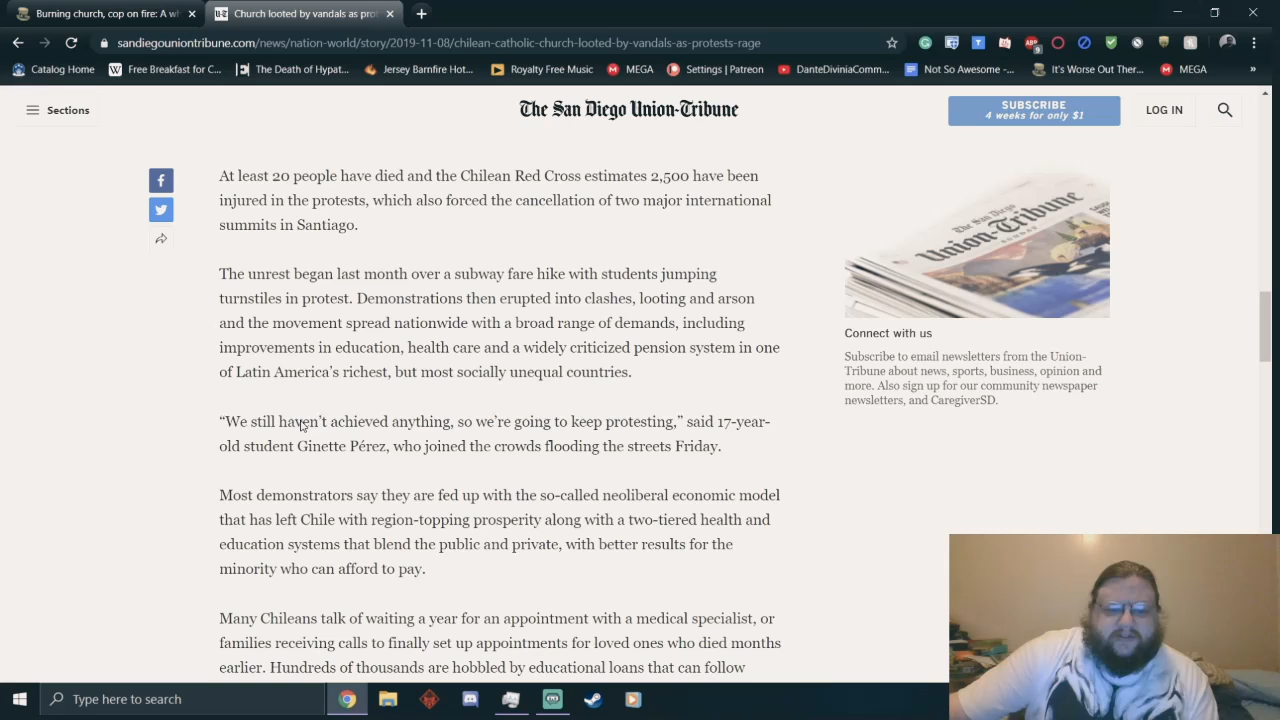 Burning church, cop on fire: A wh
Church looted by vandals as prot
sandiegouniontribune.com/news/nation-world/story/2019-11-08/chilean-catholic-church-looted-by-vandals-as-protests-rage
Catalog Home
Free Breakfast for C...
The Death of Hypat...
Jersey Barnfire Hot...
Royalty Free Music
MEGA
Settings | Patreon
DanteDiviniaComm...
Not So Awesome -...
It's Worse Out Ther...
MEGA
»
Sections
The San Diego Union-Tribune
SUBSCRIBE
4 weeks for only $1
LOG IN
At least 20 people have died and the Chilean Red Cross estimates 2,500 have been
injured in the protests, which also forced the cancellation of two major international
summits in Santiago.
The unrest began last month over a subway fare hike with students jumping
turnstiles in protest. Demonstrations then erupted into clashes, looting and arson
and the movement spread nationwide with a broad range of demands, including
improvements in education, health care and a widely criticized pension system in one
of Latin America's richest, but most socially unequal countries.
“We still haven't achieved anything, so we're going to keep protesting,” said 17-year-
old student Ginette Pérez, who joined the crowds flooding the streets Friday.
Most demonstrators say they are fed up with the so-called neoliberal economic model
that has left Chile with region-topping prosperity along with a two-tiered health and
education systems that blend the public and private, with better results for the
minority who can afford to pay.
Many Chileans talk of waiting a year for an appointment with a medical specialist, or
families receiving calls to finally set up appointments for loved ones who died months
earlier. Hundreds of thousands are hobbled by educational loans that can follow
The San Diego
Union-Tribune
SUNDAY
Connect with us
Subscribe to email newsletters from the Union-
Tribune about news, sports, business, opinion and
more. Also sign up for our community newspaper
newsletters, and CaregiverSD.
Type here to search